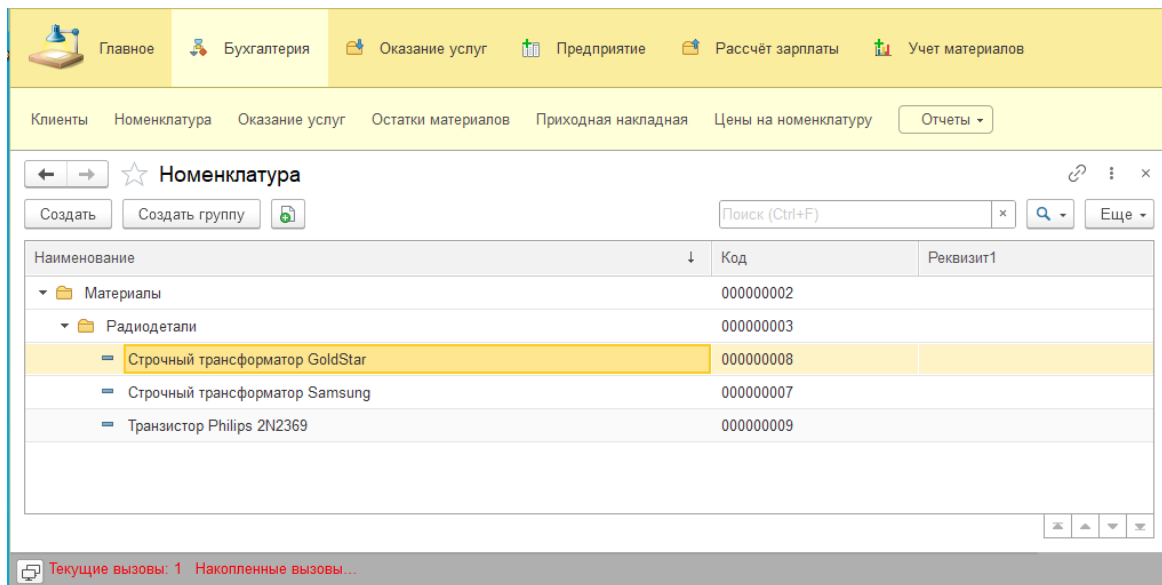 Главное Бухгалтерия Оказание услуг Предприятие Рассчёт зарплаты Учет материалов
Клиенты Номенклатура Оказание услуг Остатки материалов Приходная накладная Цены на номенклатуру Отчеты
Номенклатура
Создать Создать группу Поиск (Ctrl+F) × Еще
Наименование ↓ Код Реквизит1
Материалы 000000002
Радиодетали 000000003
Строчный трансформатор GoldStar 000000008
Строчный трансформатор Samsung 000000007
Транзистор Philips 2N2369 000000009
Текущие вызовы: 1 Накопленные вызовы...